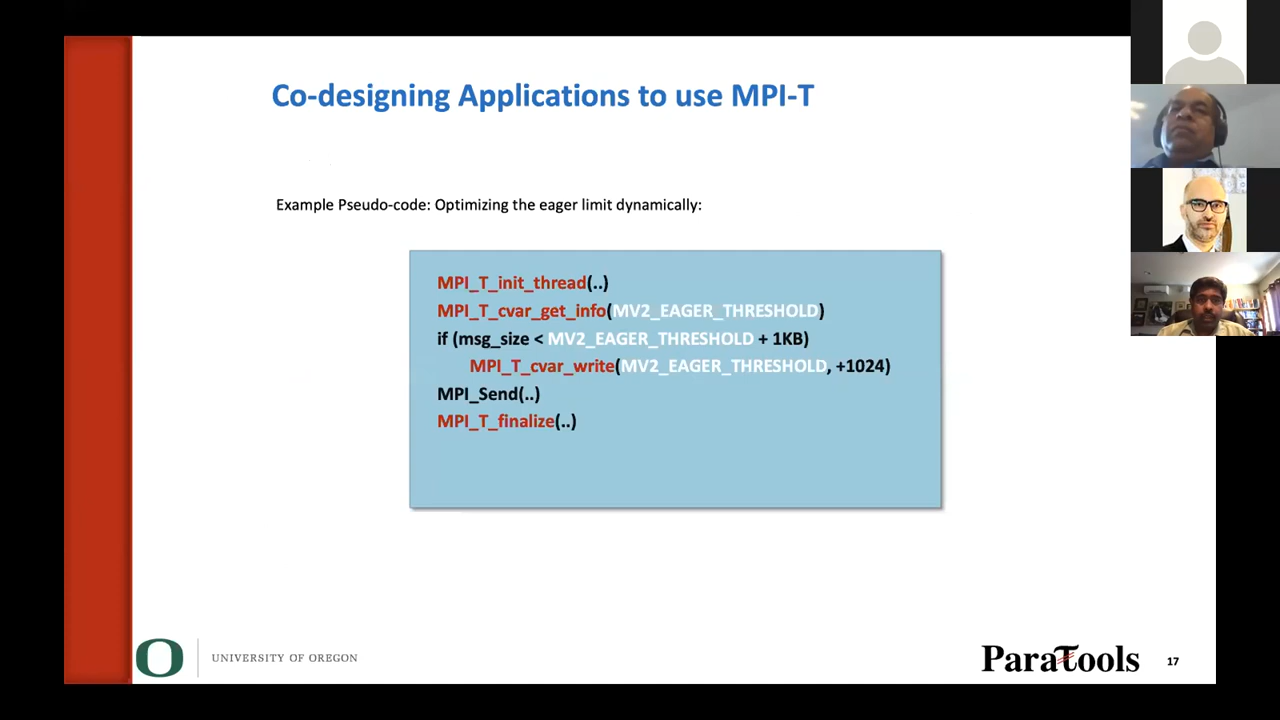 Co-designing Applications to use MPI-T
Example Pseudo-code: Optimizing the eager limit dynamically:
MPI_T_init_thread(..)
MPI_T_cvar_get_info(MV2_EAGER_THRESHOLD)
if (msg_size < MV2_EAGER_THRESHOLD + 1KB)
MPI_T_cvar_write(MV2_EAGER_THRESHOLD, +1024)
MPI_Send(..)
MPI_T_finalize(..)
O UNIVERSITY OF OREGON
ParaTools
17